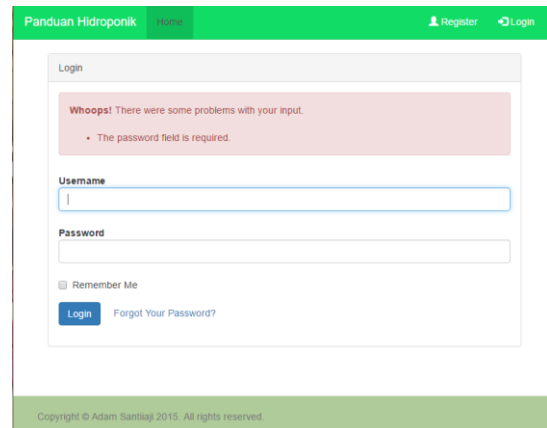 Panduan Hidroponik Home Register Login
Login
Whoops! There were some problems with your input.
• The password field is required.
Username
Password
Remember Me
Login Forgot Your Password?
Copyright © Adam Santiiaji 2015. All rights reserved.